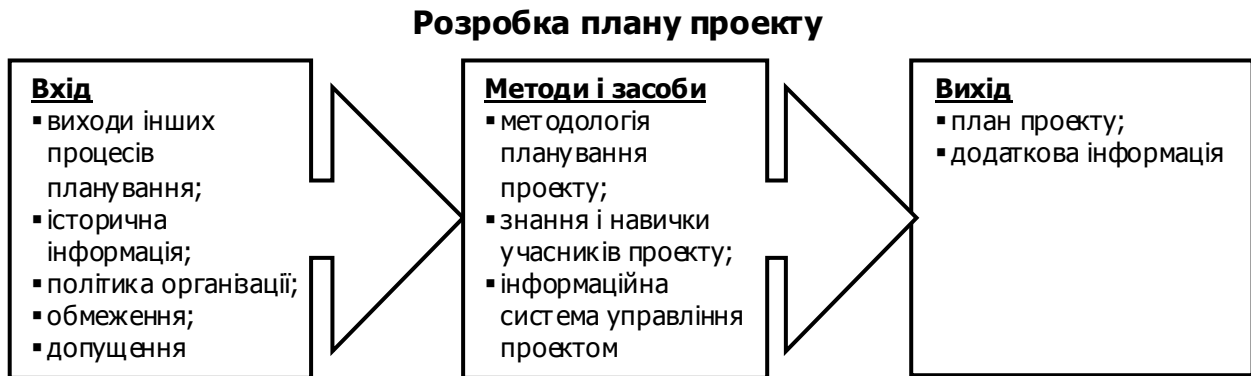 Розробка плану проекту
Вхід
▪ виходи інших
процесів
планування;
▪ історична
інформація;
▪ політика організації;
▪ обмеження;
▪ допущення
Методи і засоби
▪ методологія
планування
проекту;
▪ знання і навички
учасників проекту;
▪ інформаційна
система управління
проектом
Вихід
▪ план проекту;
▪ додаткова інформація